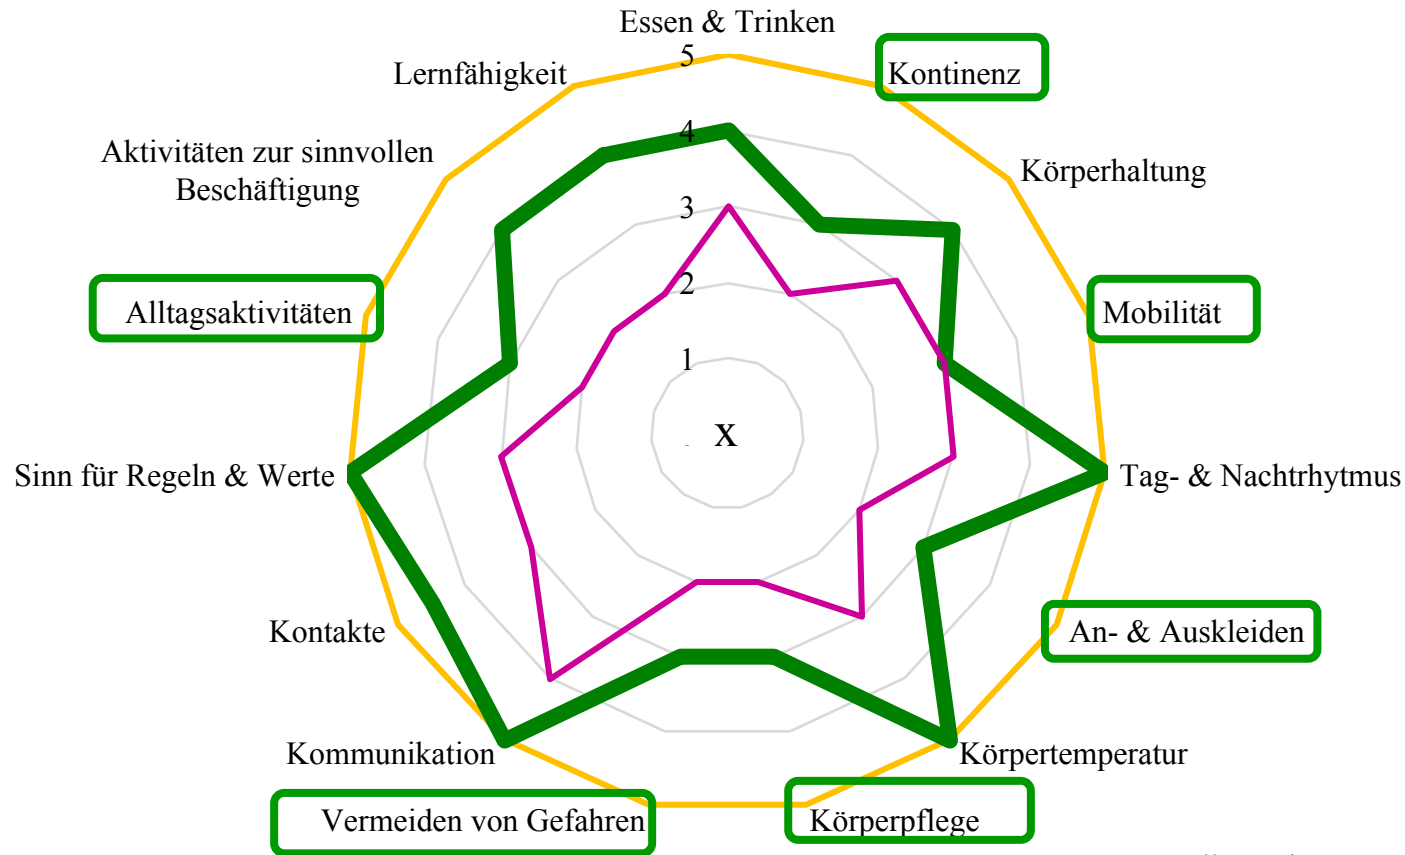 Essen & Trinken
5
Kontinenz
Lernfähigkeit
4
Aktivitäten zur sinnvollen
Beschäftigung
Körperhaltung
3
2
Alltagsaktivitäten
Mobilität
1
x
Sinn für Regeln & Werte
Tag- & Nachtrhytmus
Kontakte
An- & Auskleiden
Kommunikation
Körpertemperatur
Vermeiden von Gefahren
Körperpflege